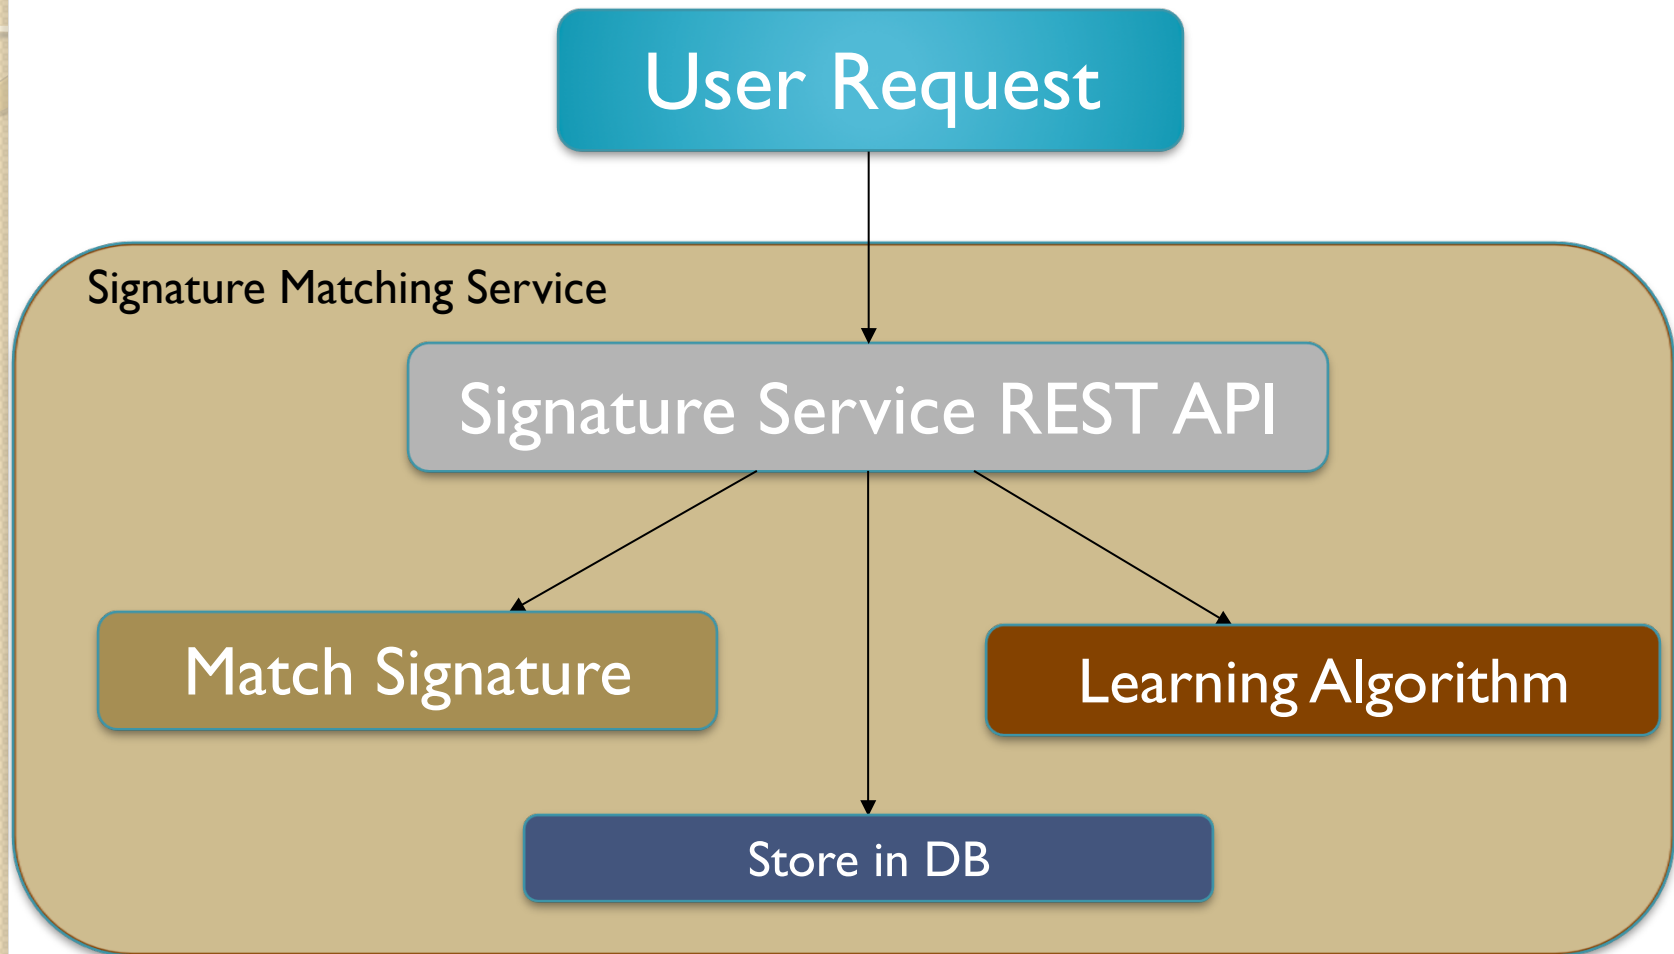 User Request
Signature Matching Service
Signature Service REST API
Match Signature
Learning Algorithm
Store in DB